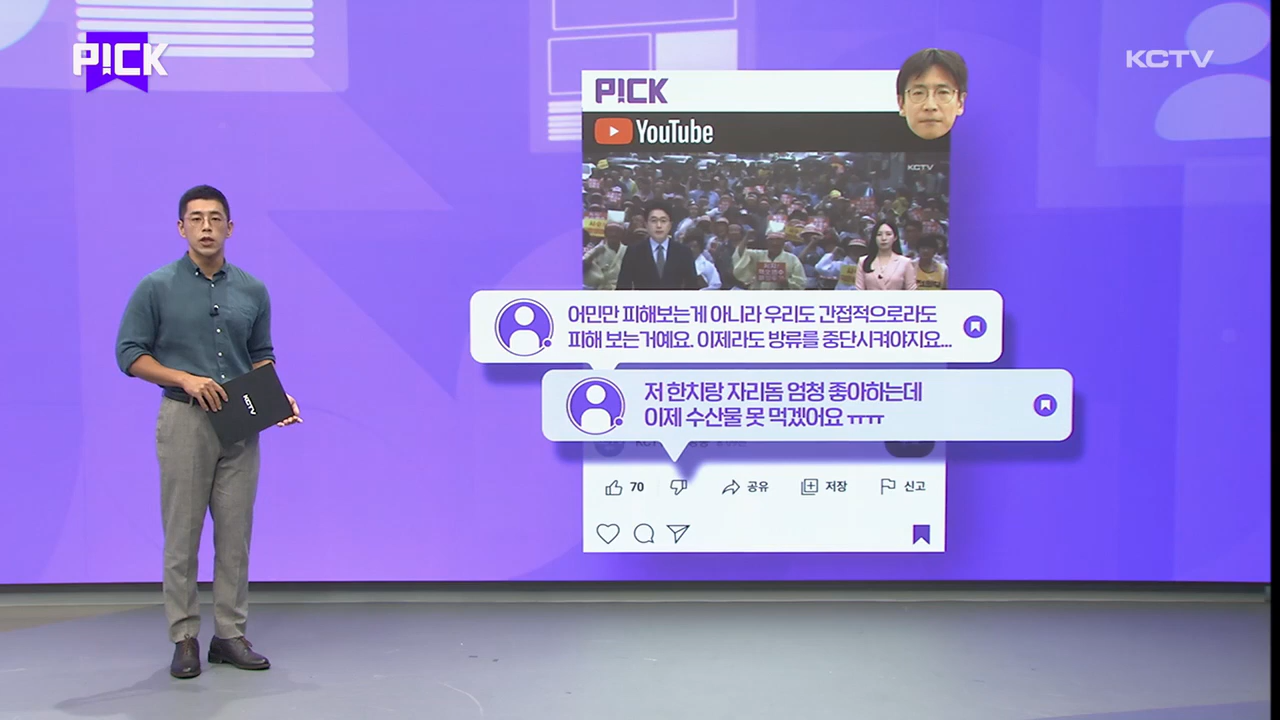 PICK
KCTV
PICK
YouTube
KCTV
어민만 피해보는게 아니라 우리도 간접적으로라도
피해 보는거예요. 이제라도 방류를 중단시켜야지요...
저 한치랑 자리돔 엄청 좋아하는데
이제 수산물 못 먹겠어요 ㅠㅠ
KCTV
70
공유
저장
신고